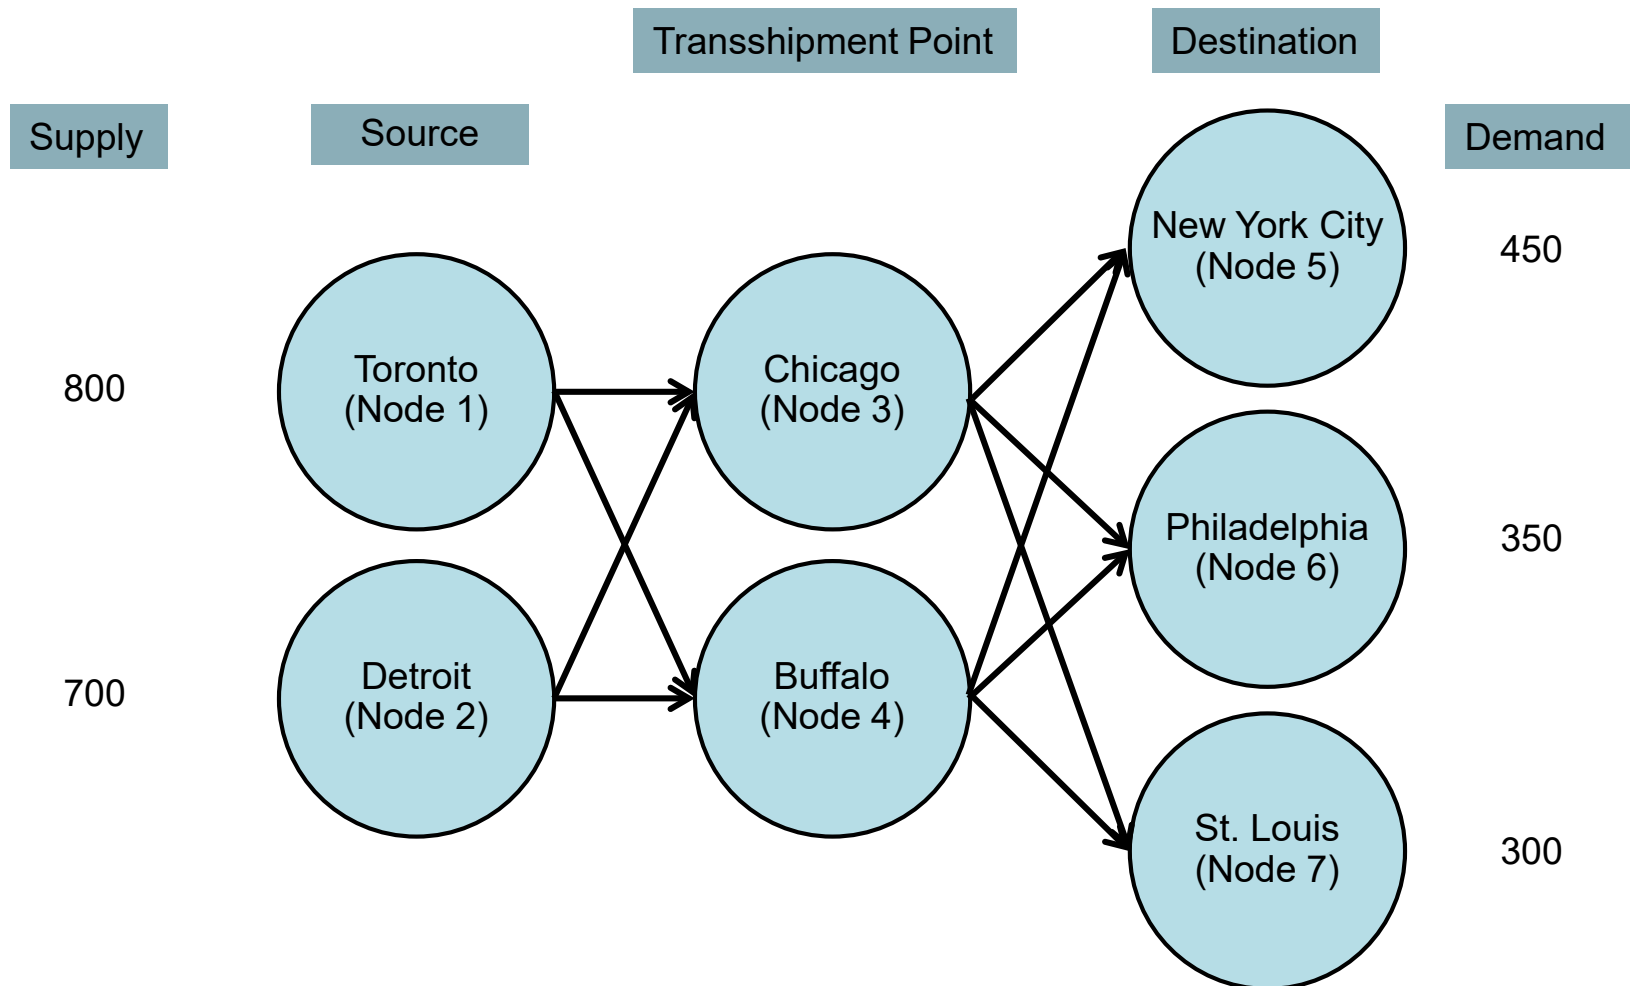 Transshipment Point
Destination
Supply
Source
Demand
New York City
(Node 5)
450
Toronto
(Node 1)
800
Chicago
(Node 3)
Philadelphia
(Node 6)
350
Detroit
(Node 2)
700
Buffalo
(Node 4)
St. Louis
(Node 7)
300